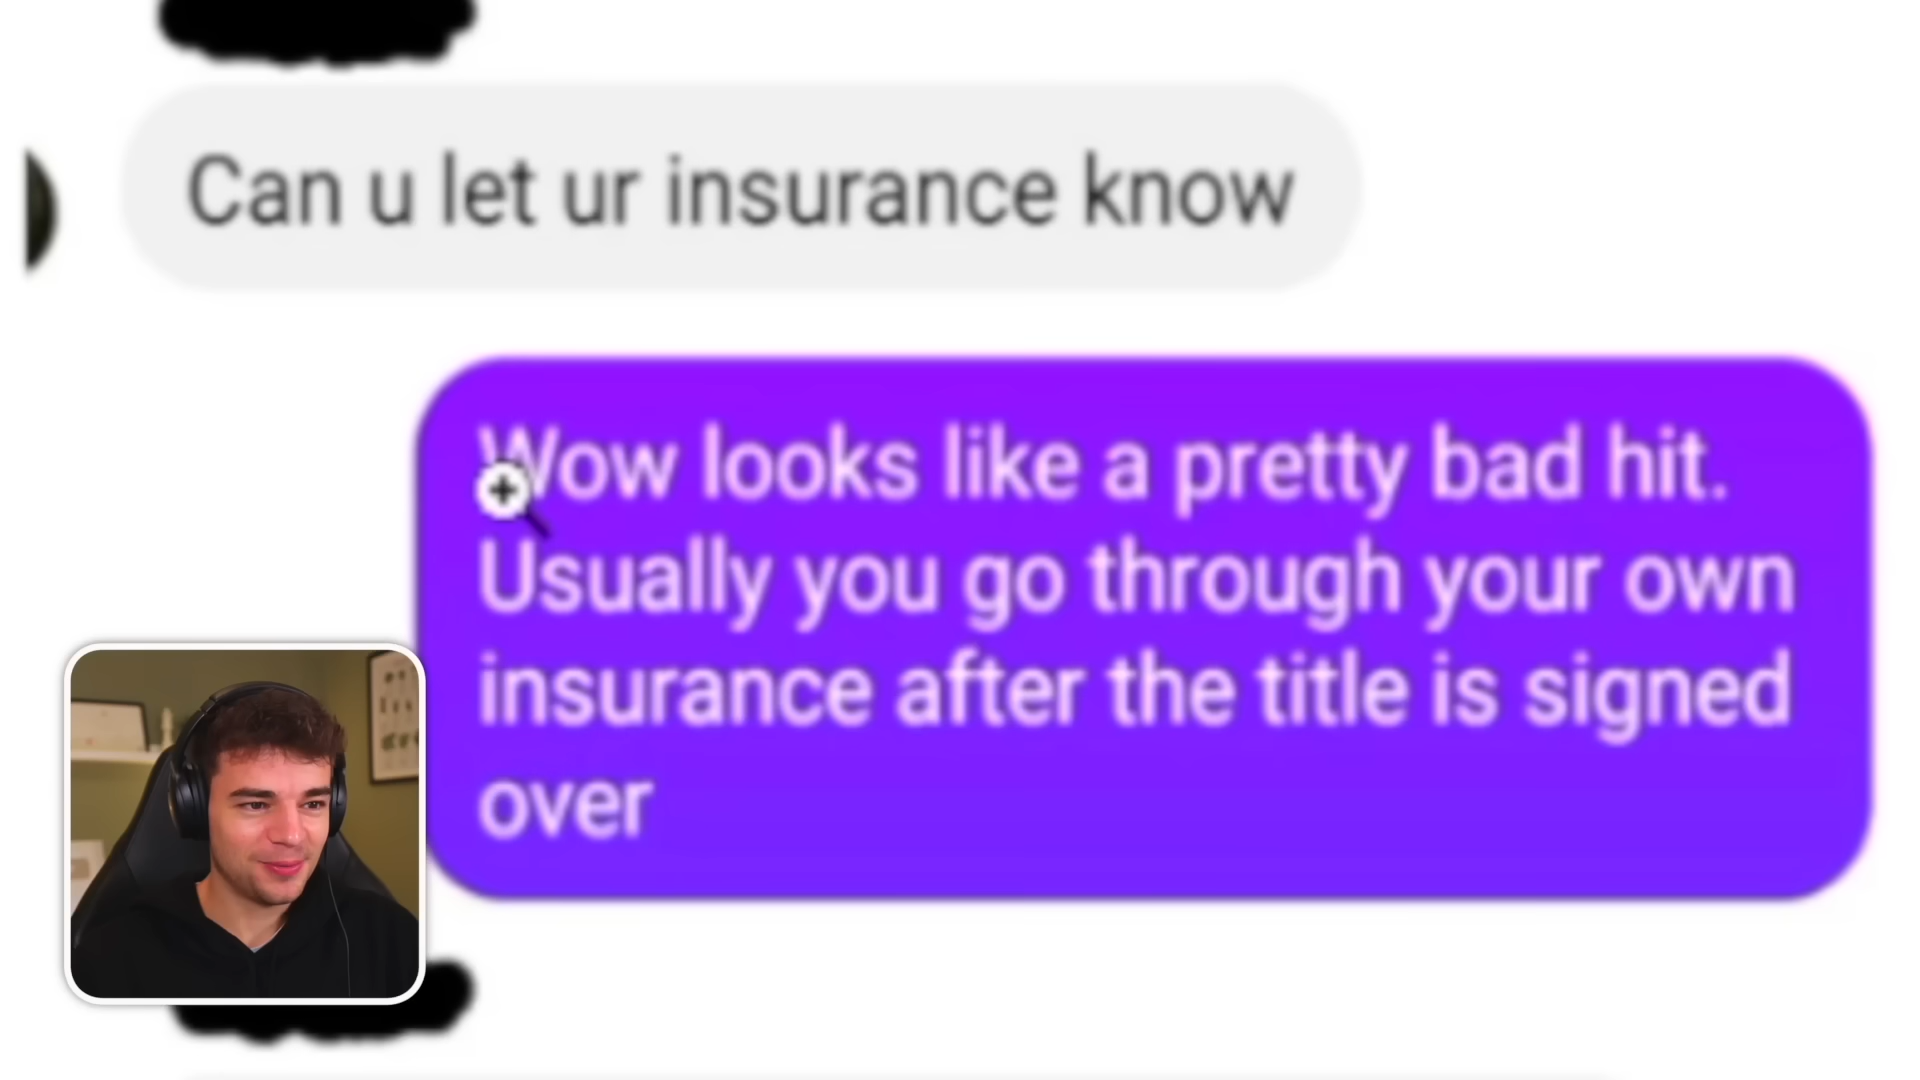 Can u let ur insurance know
Wow looks like a pretty bad hit.
Usually you go through your own
insurance after the title is signed
over